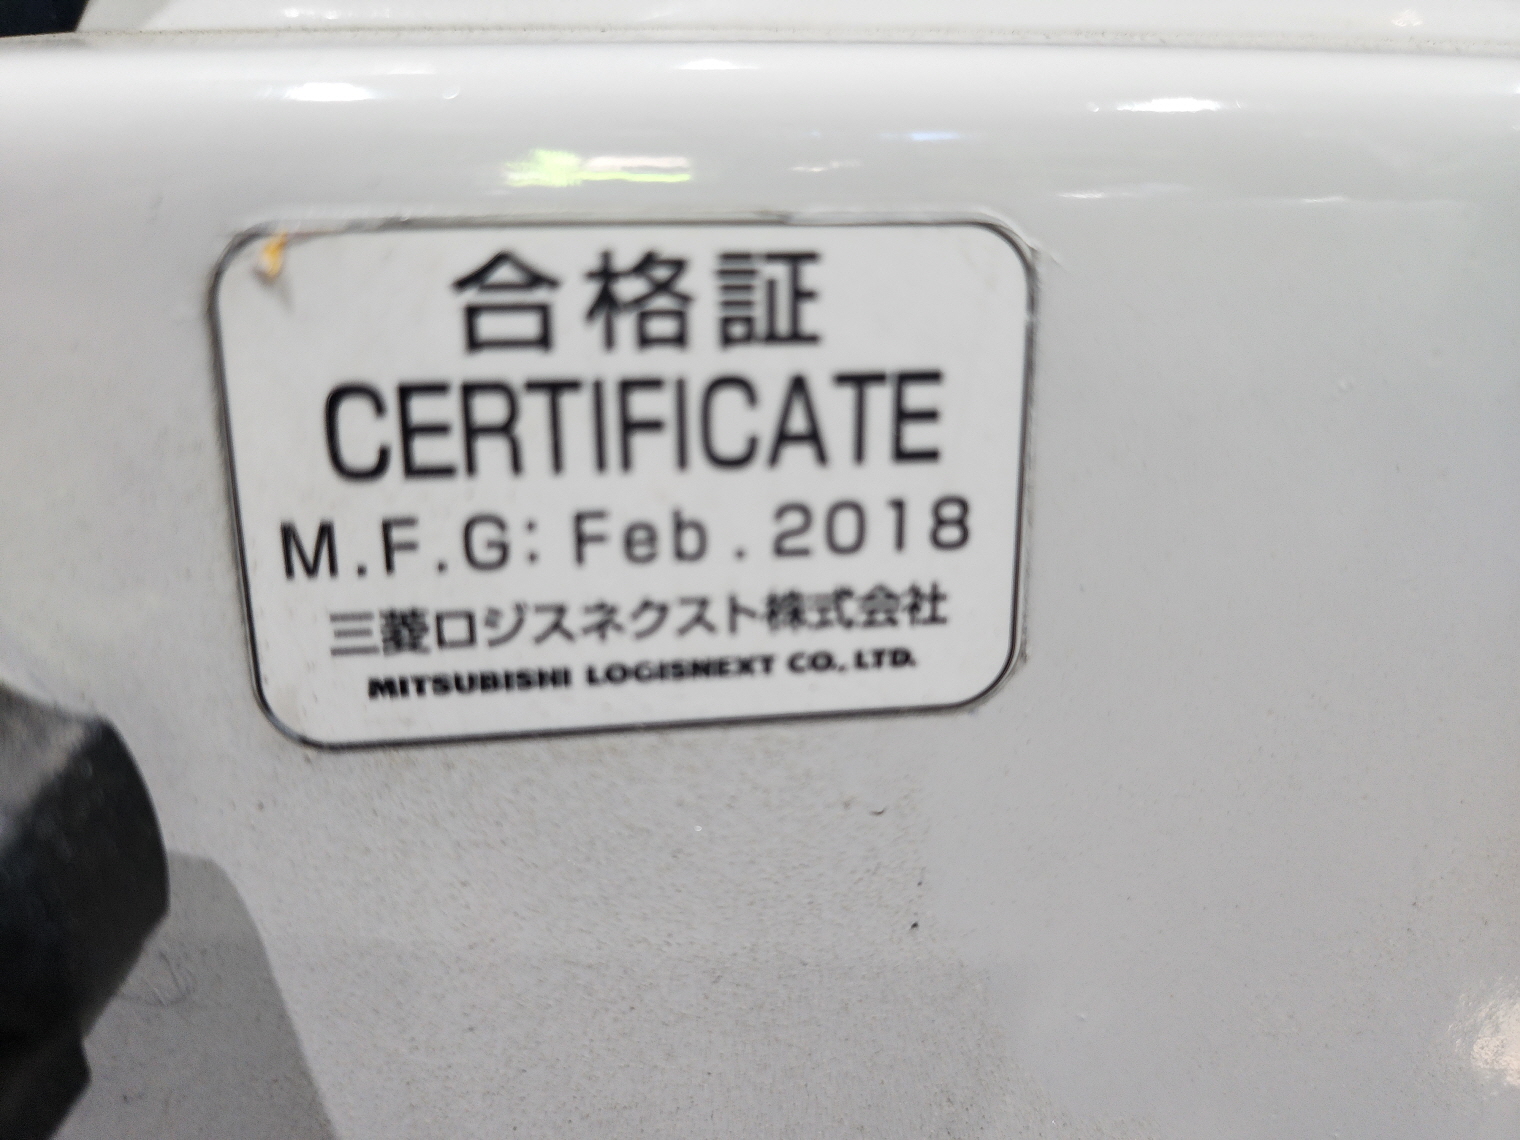 合格証
CERTIFICATE
M.F.G: Feb. 2018
三菱ロジスネクスト株式会社
MITSUBISHI LOGISNEXT CO., LTD.